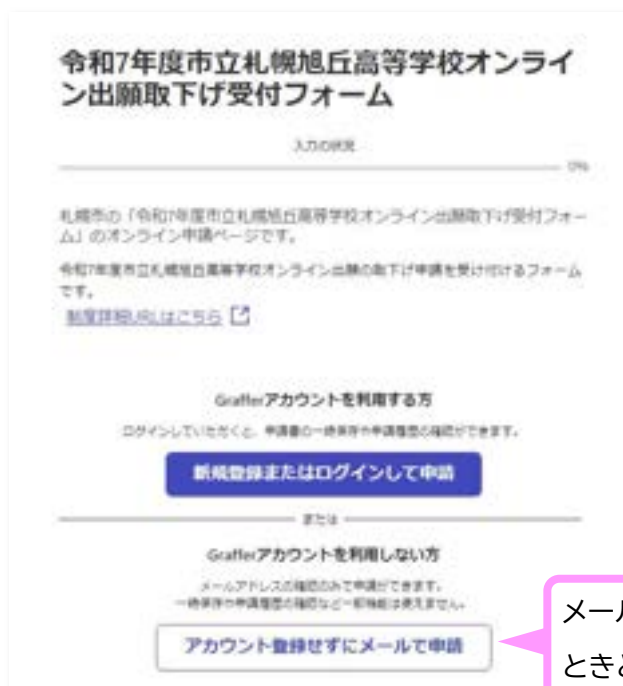 令和7年度市立札幌旭丘高等学校オンライ
ン出願取下げ受付フォーム
入力の状況
0%
札幌市の「令和7年度市立札幌旭丘高等学校オンライン出願取下げ受付フォー
ム」のオンライン申請ページです。
令和7年度市立札幌旭丘高等学校オンライン出願の取下げ申請を受け付けるフォーム
です。
制度詳細URLはこちら
Grafferアカウントを利用する方
ログインしていただくと、申請書の一時保存や申請履歴の確認ができます。
新規登録またはログインして申請
または
Grafferアカウントを利用しない方
メールアドレスの確認のみで申請ができます。
一時保存や申請履歴の確認など一部機能は使えません。
アカウント登録せずにメールで申請
メール
ときと